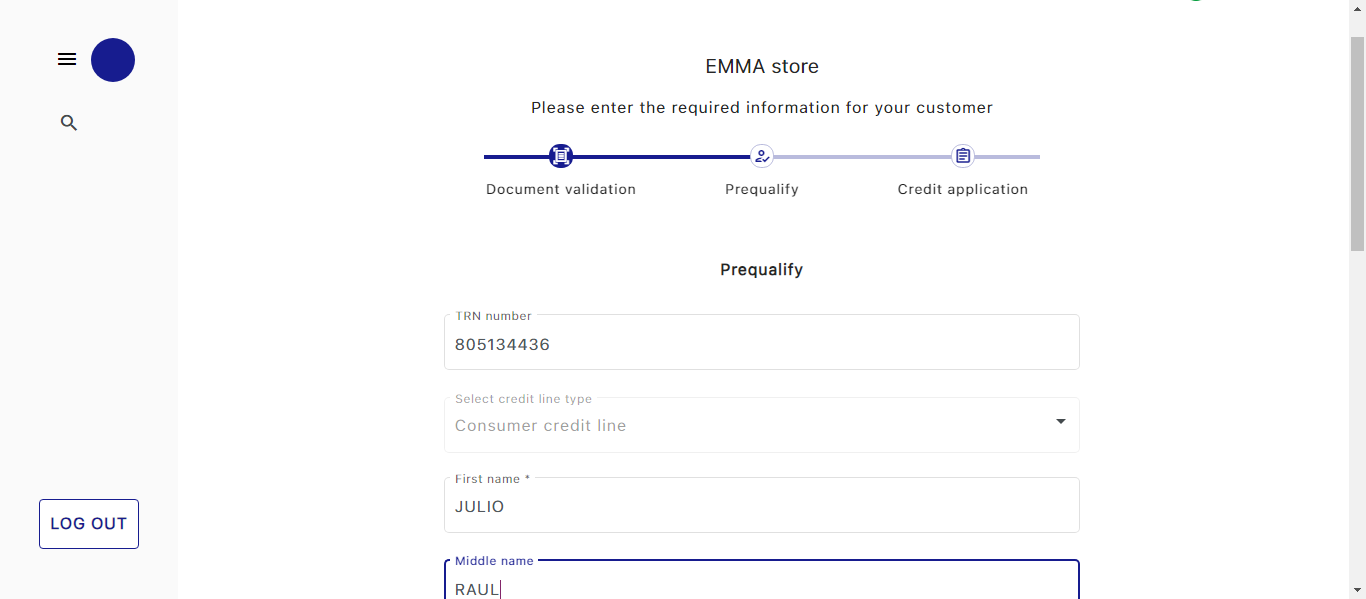 EMMA store
Please enter the required information for your customer
Document validation
Prequalify
Credit application
Prequalify
TRN number
805134436
Select credit line type
Consumer credit line
First name *
JULIO
Middle name
RAUL
LOG OUT